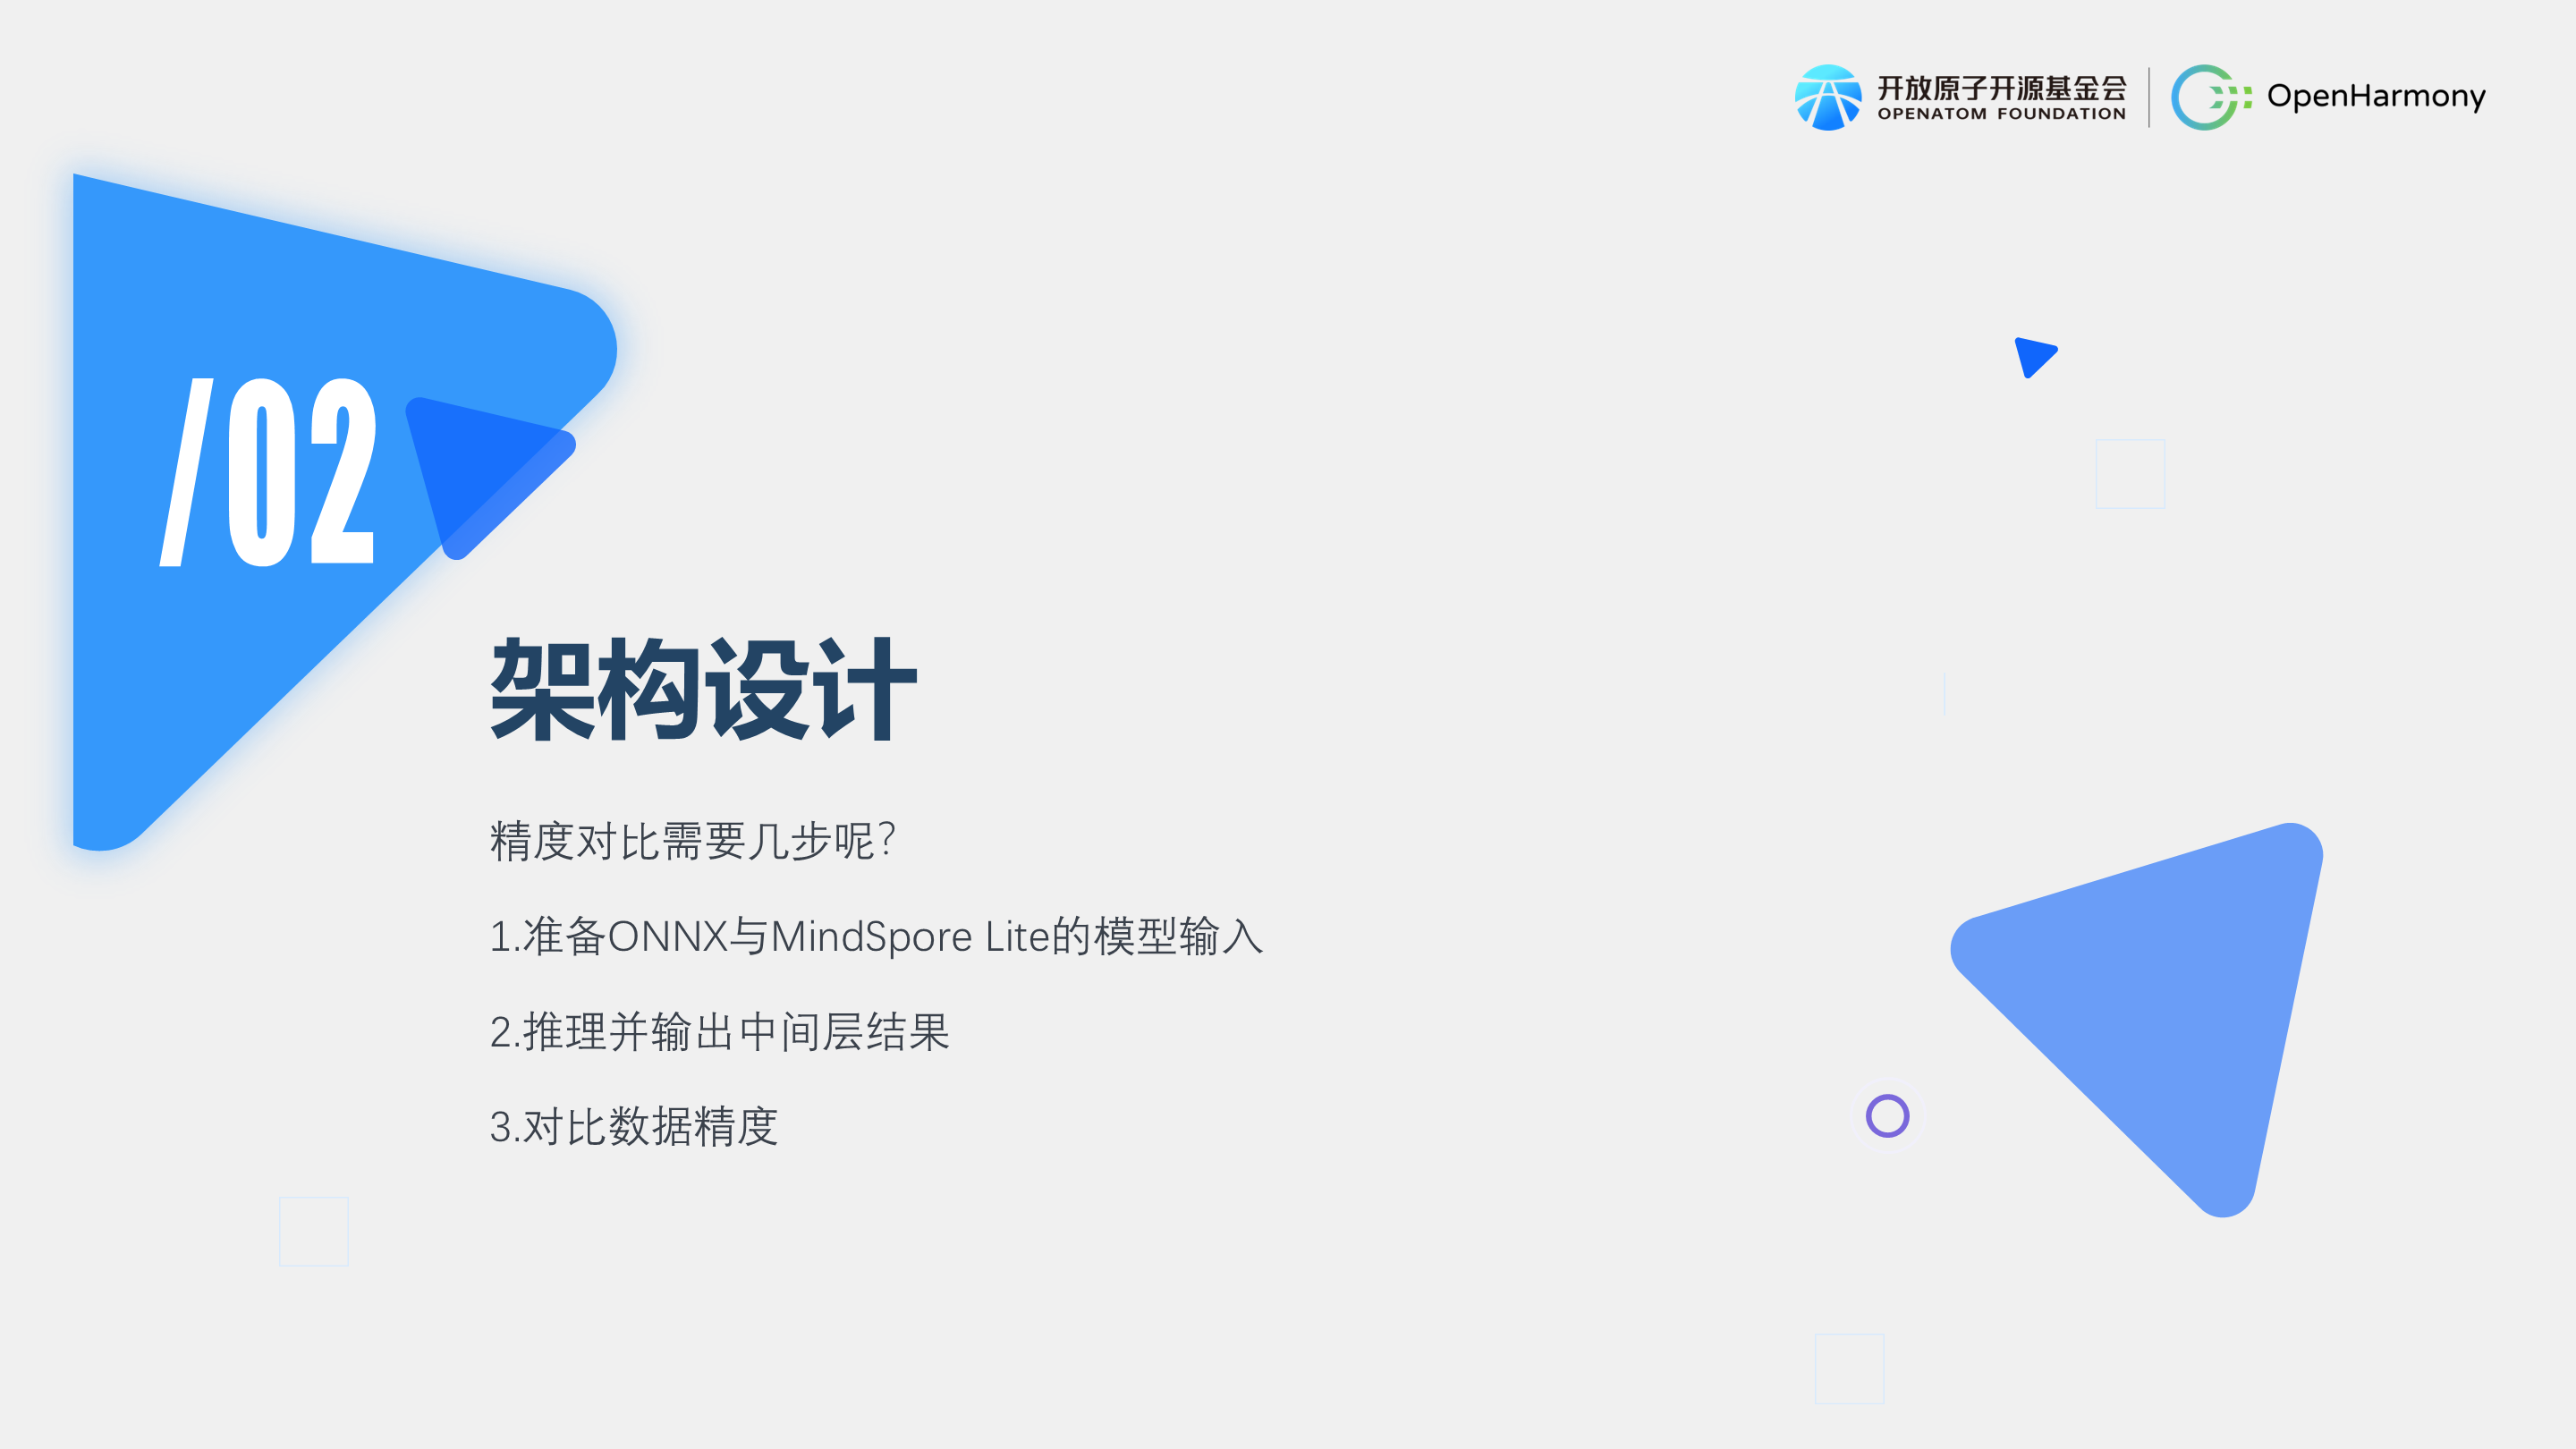 开放原子开源基金会
OPENATOM FOUNDATION
OpenHarmony
/02
架构设计
精度对比需要几步呢？
1.准备ONNX与MindSpore Lite的模型输入
2.推理并输出中间层结果
3.对比数据精度